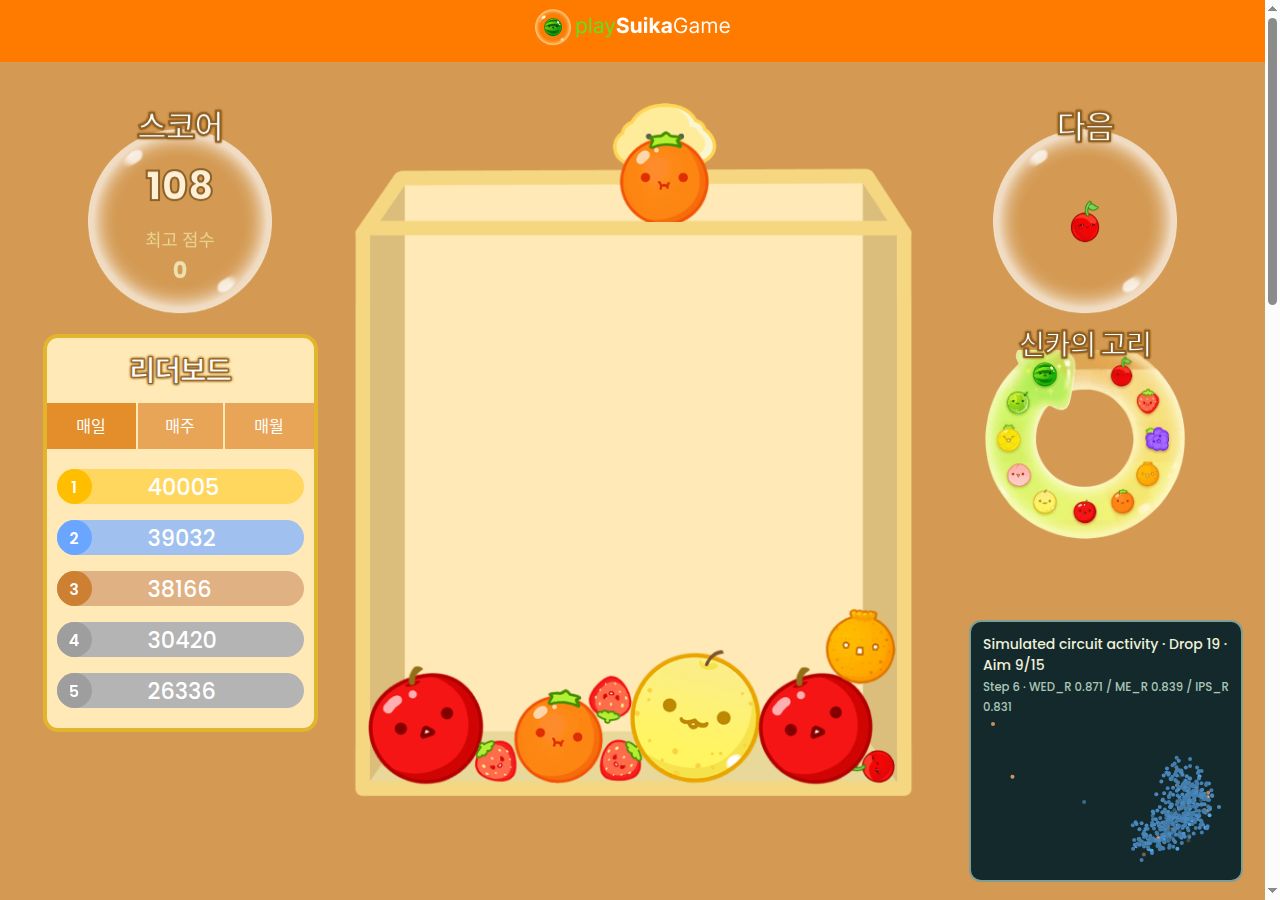 playSuikaGame
스코어
108
최고 점수
0
다음
신카의 고리
리더보드
매일 매주 매월
1 40005
2 39032
3 38166
4 30420
5 26336
Simulated circuit activity · Drop 19 ·
Aim 9/15
Step 6 · WED_R 0.871 / ME_R 0.839 / IPS_R
0.831